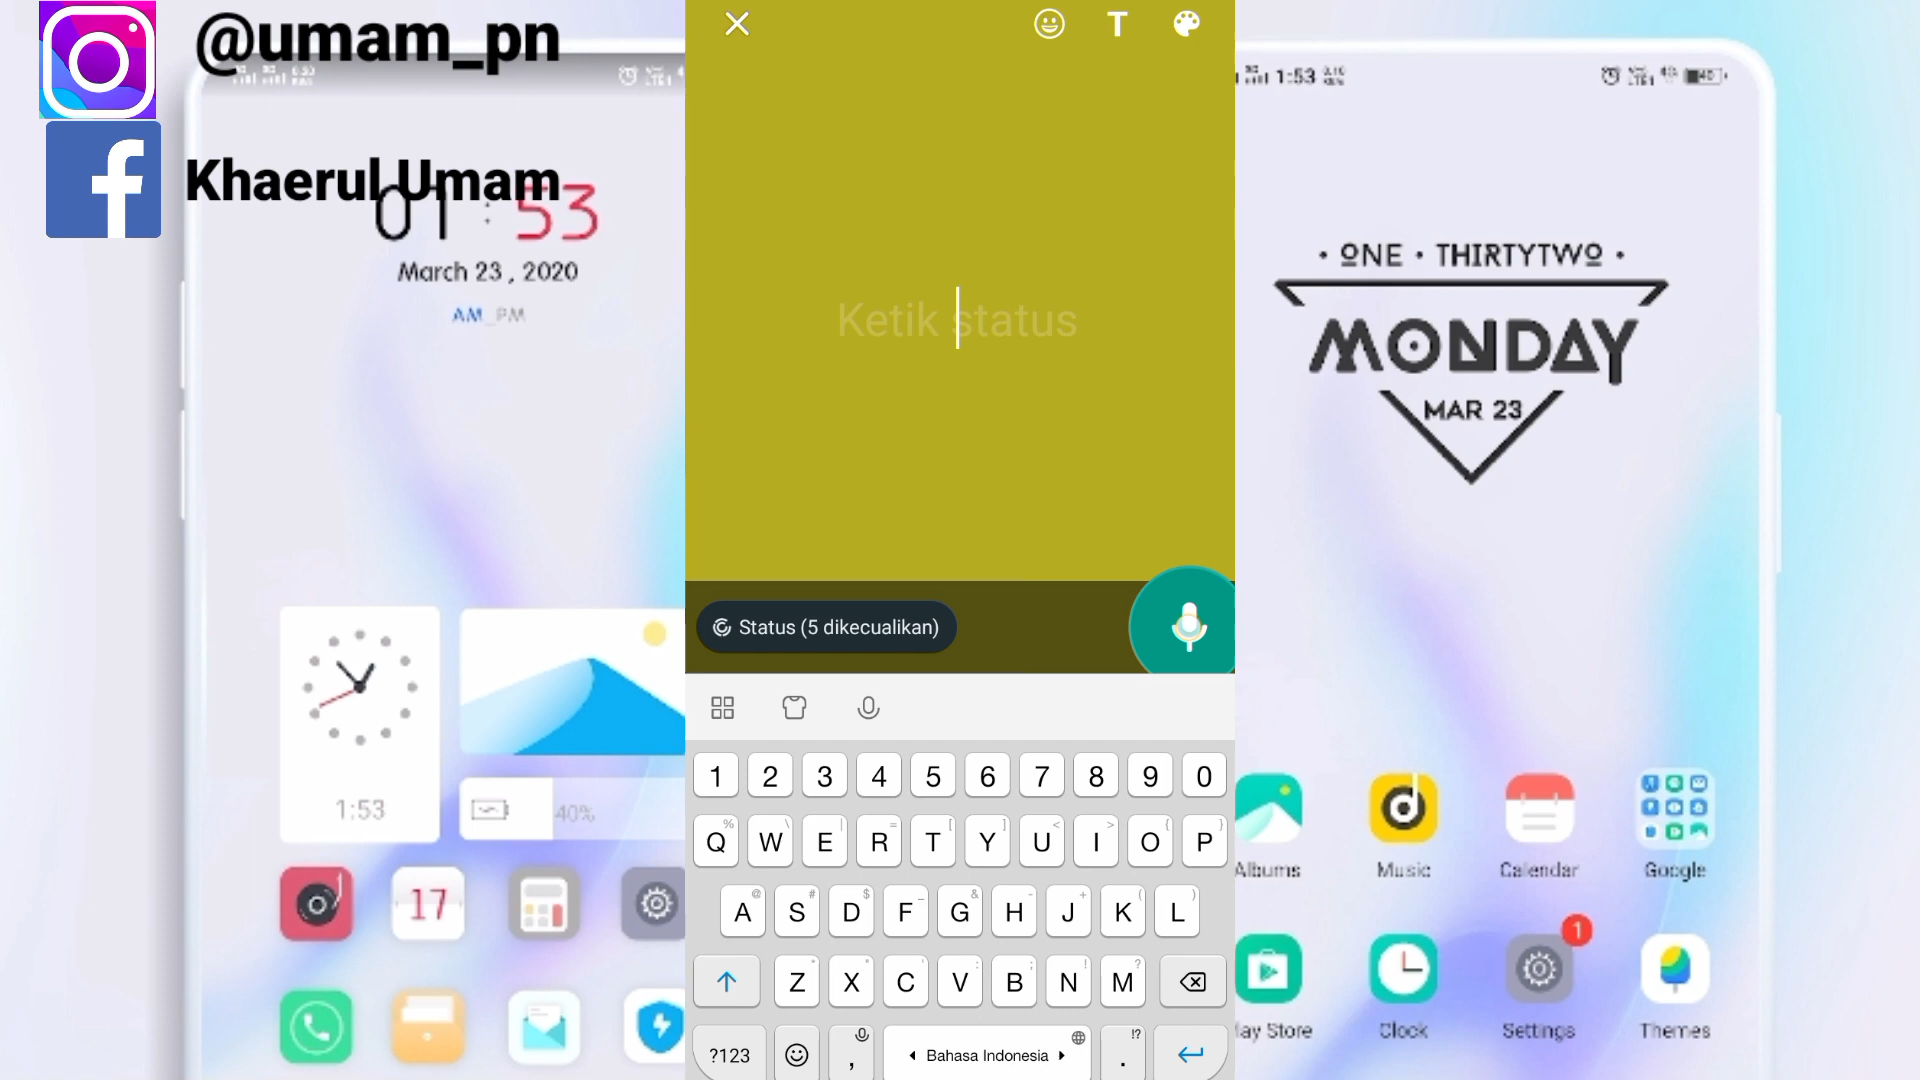 @umam_pn
Khaerul Umam
01 : 53
March 23 , 2020
AM_PM
1:53
40%
17
T
Ketik status
Status (5 dikecualikan)
1 2 3 4 5 6 7 8 9 0
Q W E R T Y U I O P
A S D F G H J K L
Z X C V B N M
?123
,
Bahasa Indonesia
.
1:53
40
• ONE • THIRTYTWO •
MONDAY
MAR 23
Albums
Music
Calendar
Google
1
lay Store
Clock
Settings
Themes